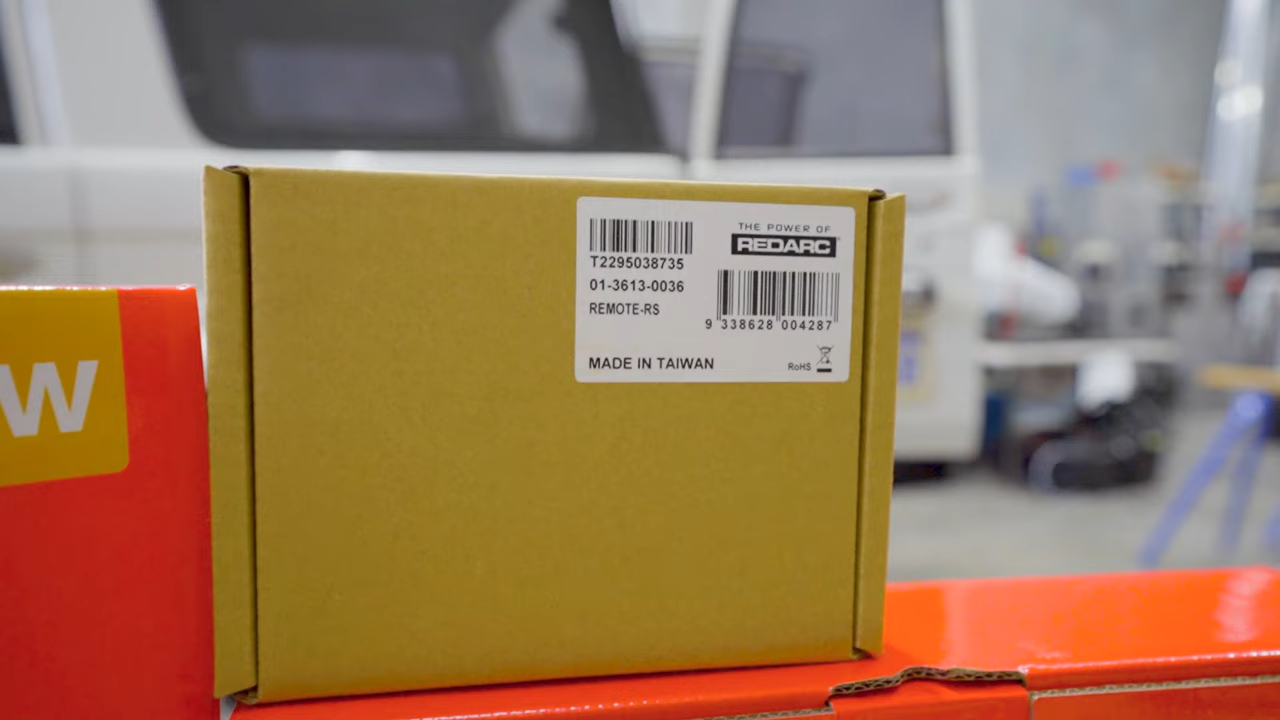 W
T2295038735
01-3613-0036
REMOTE-RS
MADE IN TAIWAN
THE POWER OF
REDARC
9 338628 004287
RoHS